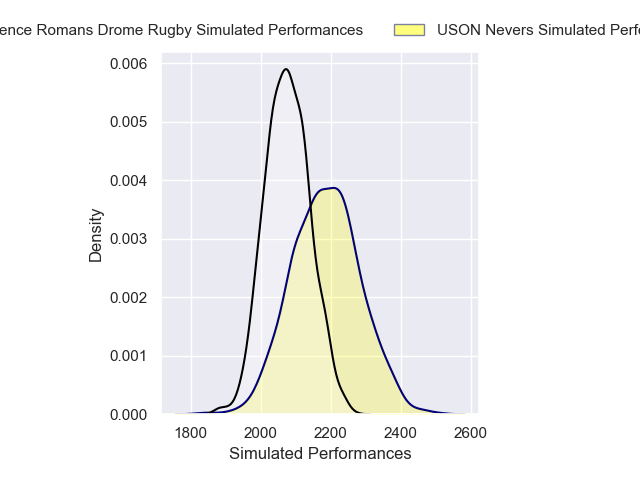 ence Romans Drome Rugby Simulated Performances
USON Nevers Simulated Perfo
0.006
0.005
0.004
0.003
0.002
0.001
0.000
Density
1800 2000 2200 2400 2600
Simulated Performances